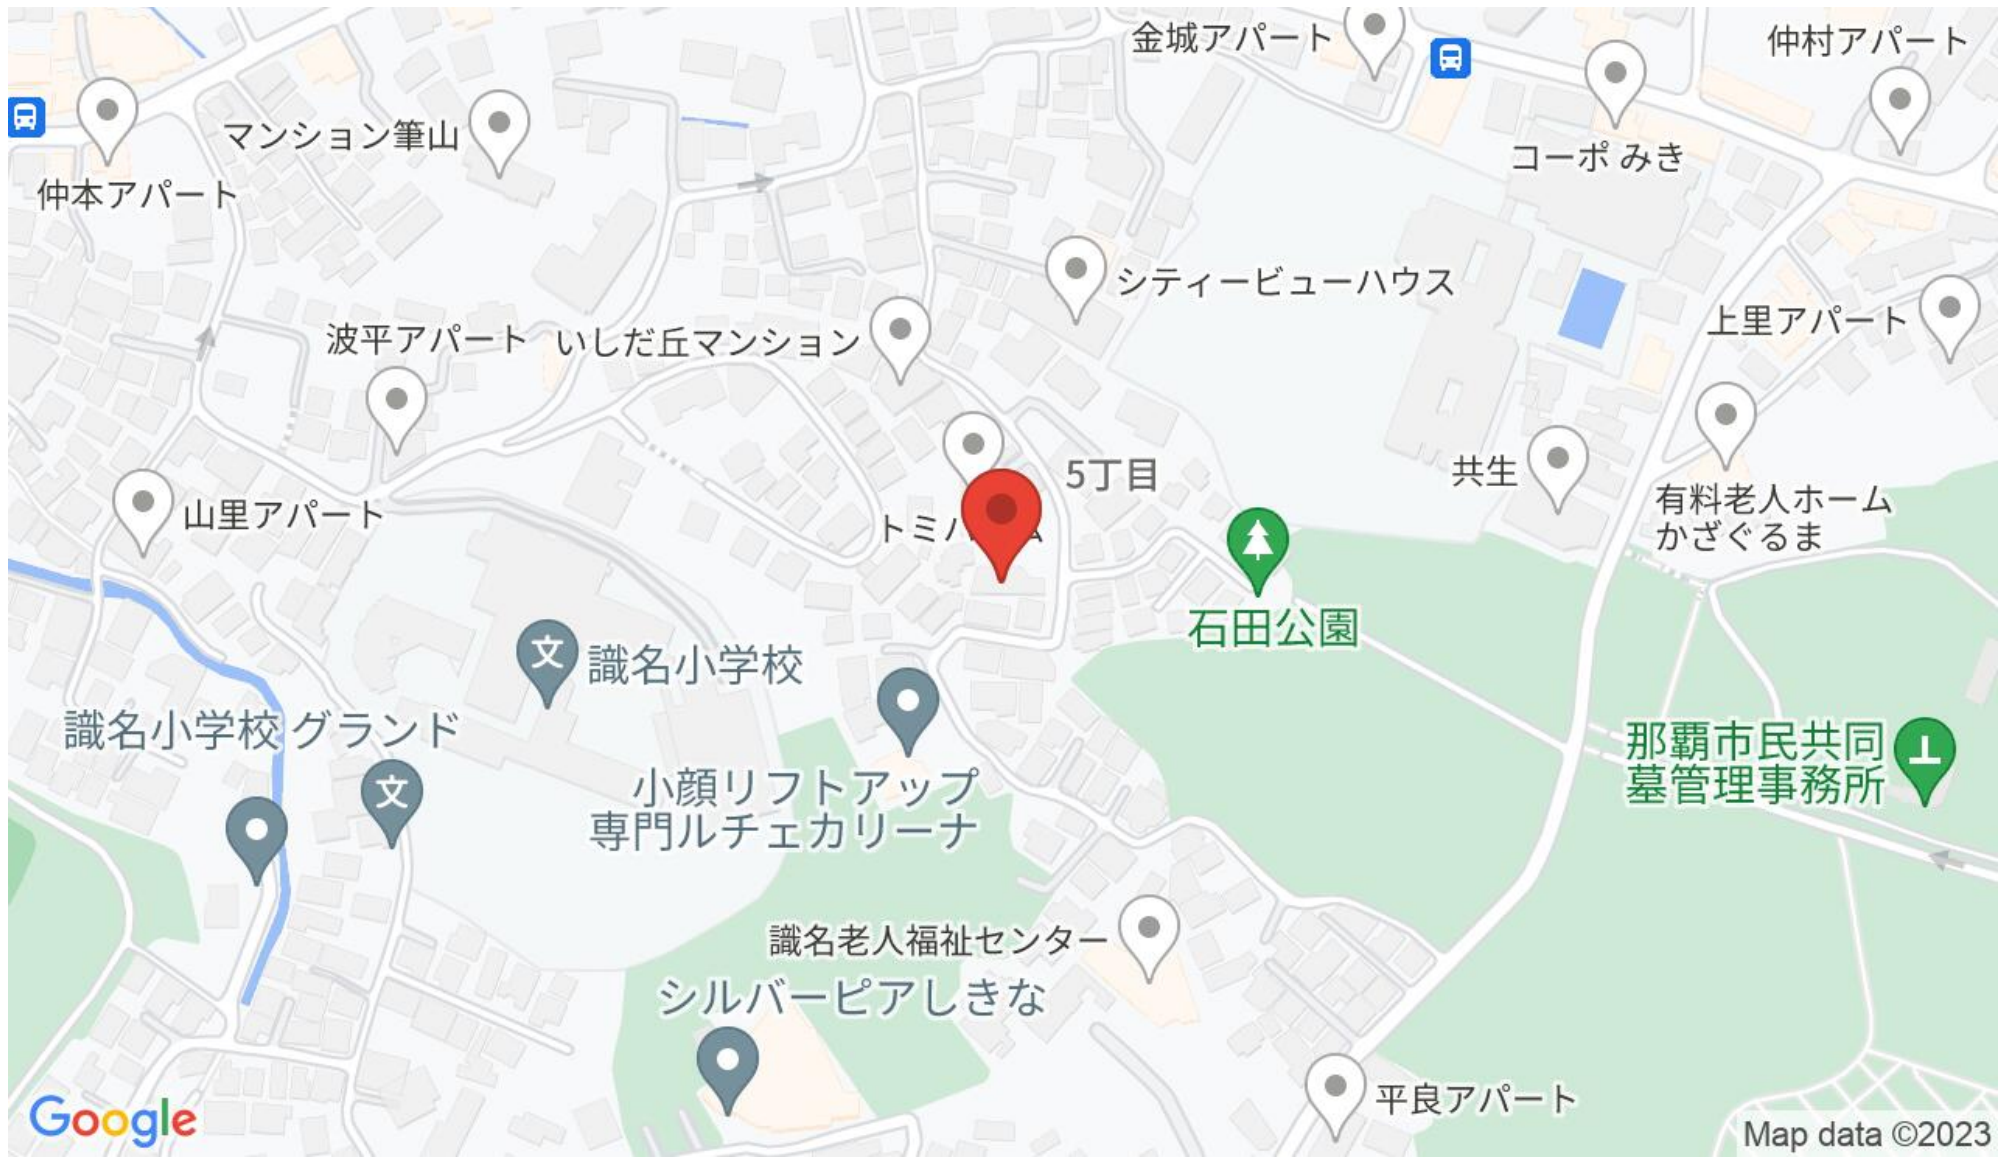 金城アパート
仲村アパート
マンション筆山
コーポ みき
仲本アパート
シティービューハウス
上里アパート
波平アパート
いしだ丘マンション
5丁目
共生
有料老人ホーム
かざぐるま
山里アパート
石田公園
識名小学校
識名小学校 グランド
那覇市民共同
墓管理事務所
小顔リフトアップ
専門ルチェカリーナ
識名老人福祉センター
シルバーピアしきな
平良アパート
Google
Map data ©2023